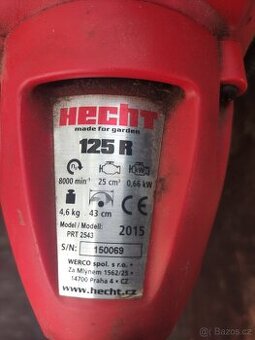 HECHT
made for garden
125 R
8000 min⁻¹ 25 cm³ 0,66 kW
4,6 kg 43 cm CE
Model / Modell:
PRT 2543 2015
S/N: 150069
WERCO spol. s r.o.
Za Mlýnem 1562/25
14700 Praha 4 • CZ
www.hecht.cz
Bazoš.cz